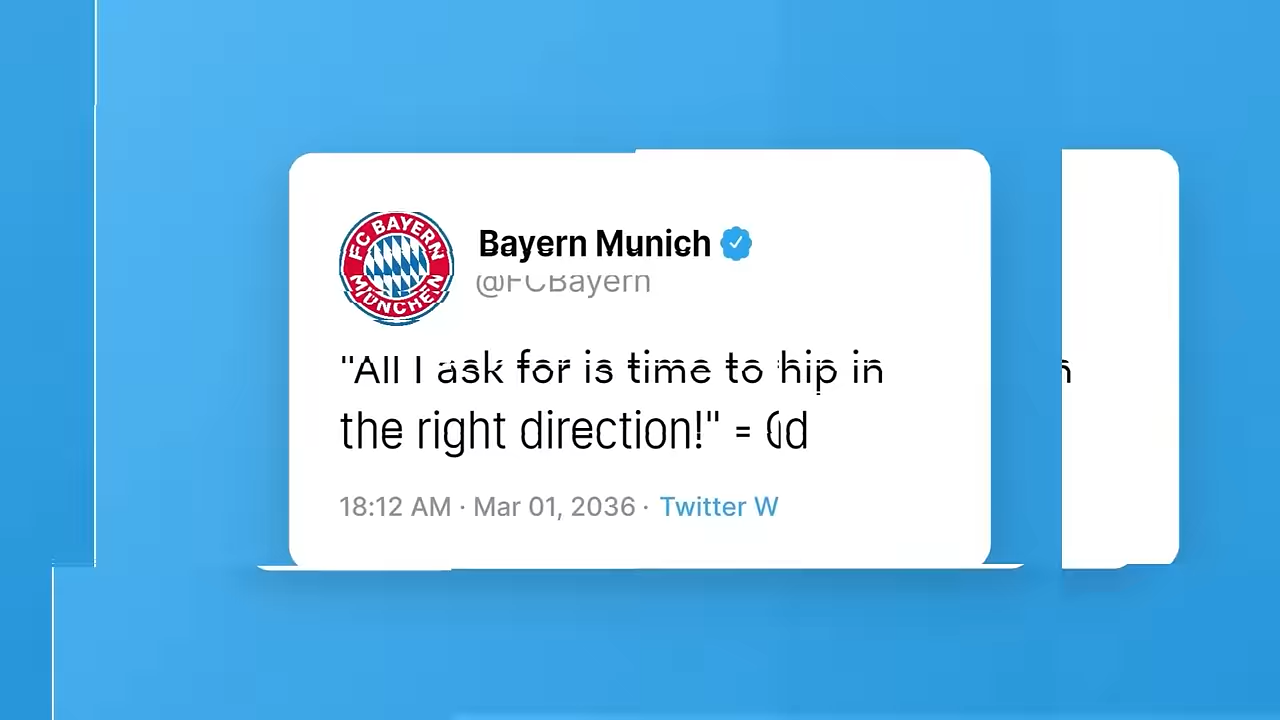 FC BAYERN
MÜNCHEN
Bayern Munich
@FCBayern
"All I ask for is time to hip in
the right direction!" =
18:12 AM · Mar 01, 2036 · Twitter W